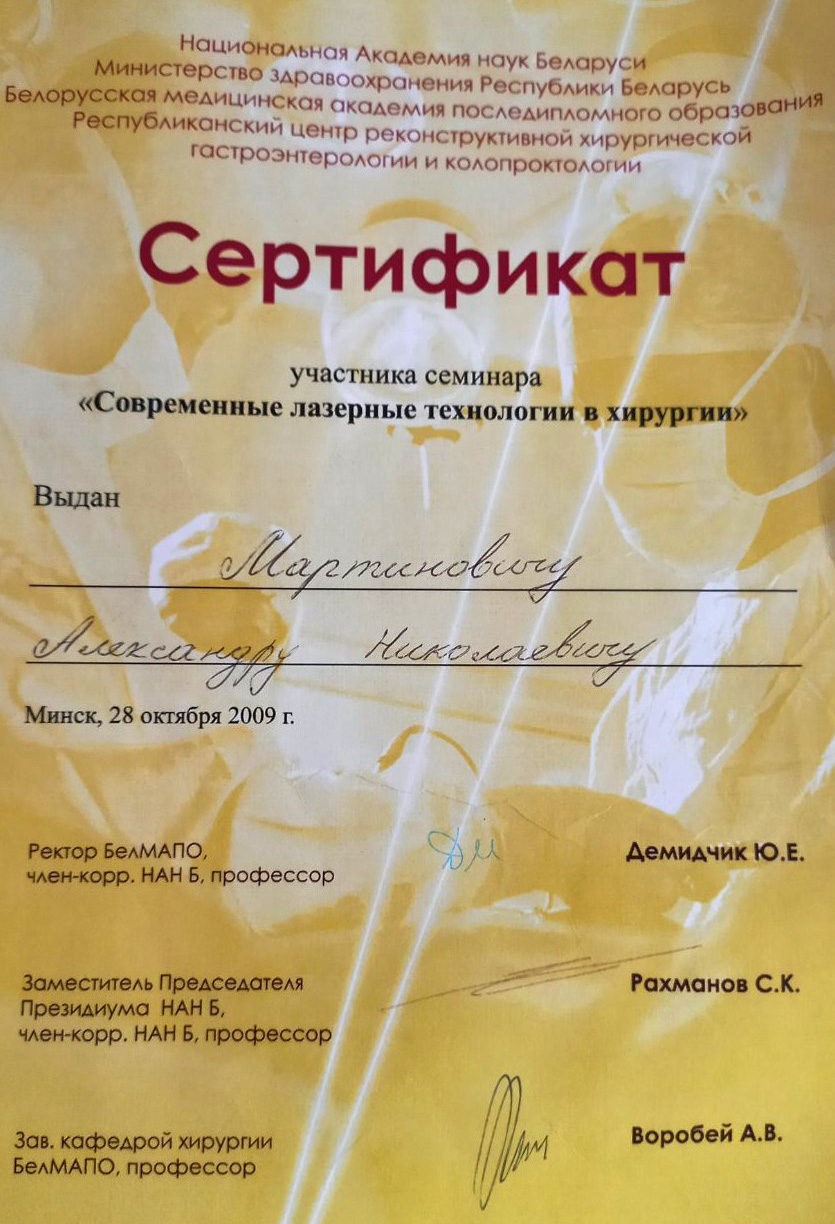 Национальная Академия наук Беларуси
Министерство здравоохранения Республики Беларусь
Белорусская медицинская академия последипломного образования
Республиканский центр реконструктивной хирургической
гастроэнтерологии и колопроктологии
Сертификат
участника семинара
«Современные лазерные технологии в хирургии»
Выдан
Мартиновичу
Александру Николаевичу
Минск, 28 октября 2009 г.
Ректор БелМАПО,
член-корр. НАН Б, профессор
Демидчик Ю.Е.
Заместитель Председателя
Президиума НАН Б,
член-корр. НАН Б, профессор
Рахманов С.К.
Зав. кафедрой хирургии
БелМАПО, профессор
Воробей А.В.